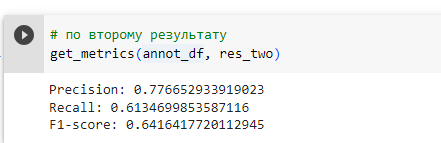 # по второму результату
get_metrics(annot_df, res_two)
Precision: 0.776652933919023
Recall: 0.6134699853587116
F1-score: 0.6416417720112945